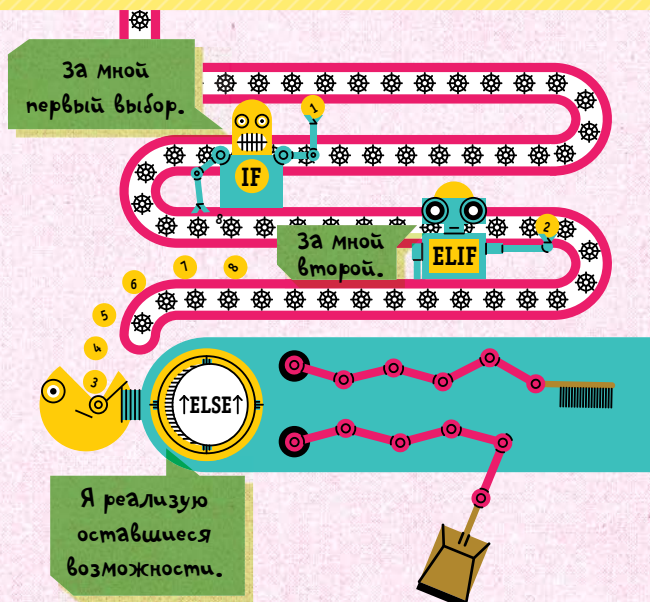 За мной
первый выбор.
1
IF
8
За мной
второй.
2
ELIF
8
7
6
5
4
3
↑ELSE↑
Я реализую
оставшиеся
возможности.